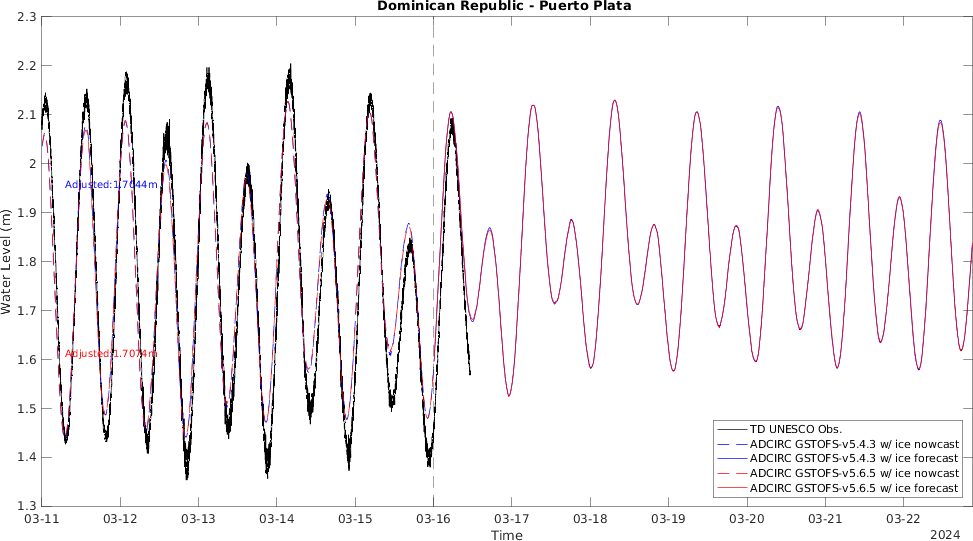 Dominican Republic - Puerto Plata
2.3
2.2
2.1
2
1.9
1.8
1.7
1.6
1.5
1.4
1.3
Water Level (m)
Adjusted:1.7044m
Adjusted:1.7074m
TD UNESCO Obs.
ADCIRC GSTOFS-v5.4.3 w/ ice nowcast
ADCIRC GSTOFS-v5.4.3 w/ ice forecast
ADCIRC GSTOFS-v5.6.5 w/ ice nowcast
ADCIRC GSTOFS-v5.6.5 w/ ice forecast
03-11 03-12 03-13 03-14 03-15 03-16 03-17 03-18 03-19 03-20 03-21 03-22
Time
2024